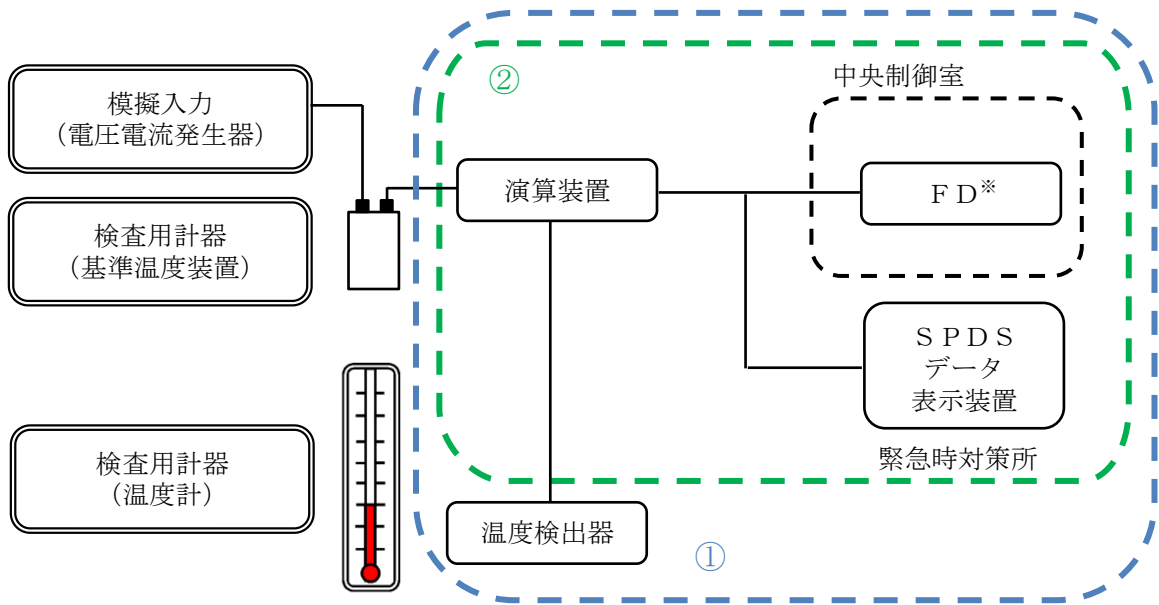 模擬入力
(電圧電流発生器)
検査用計器
(基準温度装置)
検査用計器
(温度計)
②
中央制御室
演算装置
ＦＤ※
ＳＰＤＳ
データ
表示装置
緊急時対策所
温度検出器
①